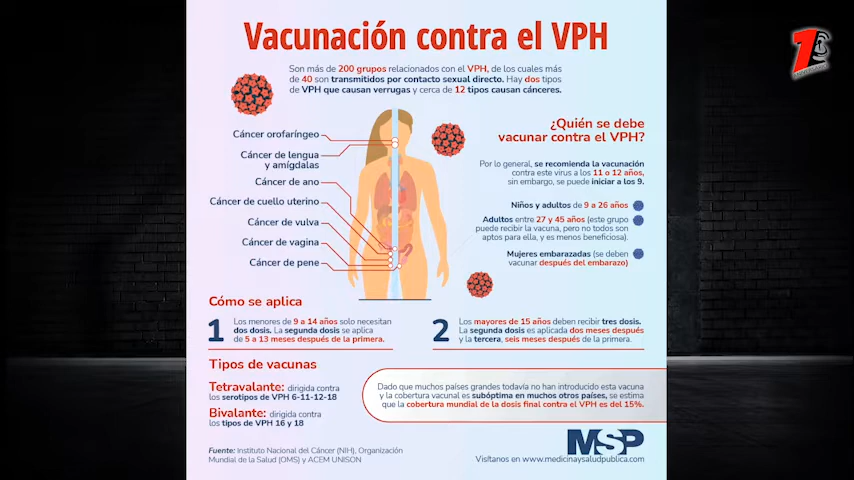 Vacunación contra el VPH
Son más de 200 grupos relacionados con el VPH, de los cuales más
de 40 son transmitidos por contacto sexual directo. Hay dos tipos
de VPH que causan verrugas y cerca de 12 tipos causan cánceres.
Cáncer orofaríngeo
Cáncer de lengua
y amígdalas
Cáncer de ano
Cáncer de cuello uterino
Cáncer de vulva
Cáncer de vagina
Cáncer de pene
¿Quién se debe
vacunar contra el VPH?
Por lo general, se recomienda la vacunación
contra este virus a los 11 o 12 años,
sin embargo, se puede iniciar a los 9.
Niños y adultos de 9 a 26 años
Adultos entre 27 y 45 años (este grupo
puede recibir la vacuna, pero no todos son
aptos para ella, y es menos beneficiosa).
Mujeres embarazadas (se deben
vacunar después del embarazo)
Cómo se aplica
1
Los menores de 9 a 14 años solo necesitan
dos dosis. La segunda dosis se aplica
de 5 a 13 meses después de la primera.
2
Los mayores de 15 años deben recibir tres dosis.
La segunda dosis es aplicada dos meses después
y la tercera, seis meses después de la primera.
Tipos de vacunas
Tetravalante: dirigida contra
los serotipos de VPH 6-11-12-18
Bivalante: dirigida contra
los tipos de VPH 16 y 18
Dado que muchos países grandes todavía no han introducido esta vacuna
y la cobertura vacunal es subóptima en muchos otros países, se estima
que la cobertura mundial de la dosis final contra el VPH es del 15%.
Fuente: Instituto Nacional del Cáncer (NIH), Organización
Mundial de la Salud (OMS) y ACEM UNISON
MSP
Visítanos en www.medicinaysaludpublica.com
1